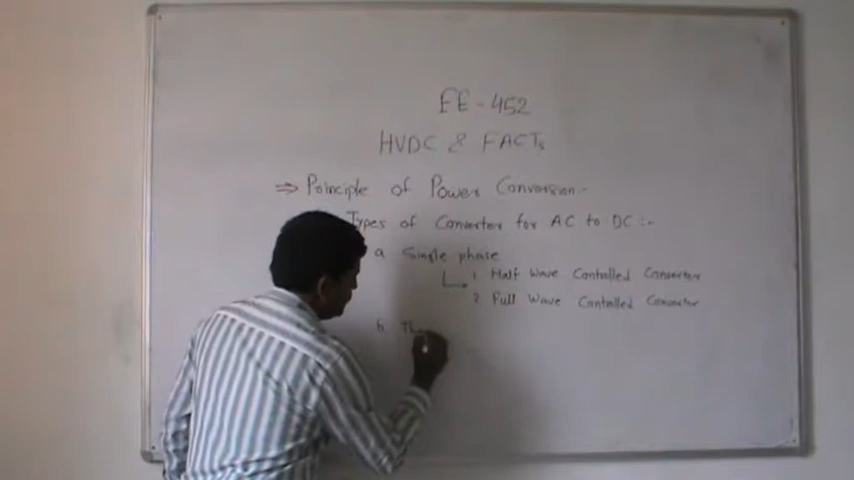 EE-452
HVDC & FACTs
⇒ Principle of Power Conversion:-
Types of Converter for AC to DC:-
a Single phase
1 Half Wave Controlled Converter
2 Full Wave Controlled Converter
b